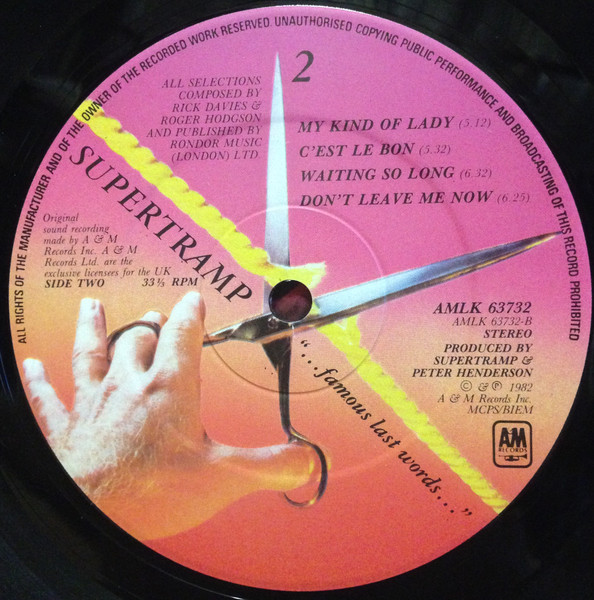 ALL RIGHTS OF THE MANUFACTURER AND OF THE OWNER OF THE RECORDED WORK RESERVED. UNAUTHORISED COPYING PUBLIC PERFORMANCE AND BROADCASTING OF THIS RECORD PROHIBITED
2
ALL SELECTIONS
COMPOSED BY
RICK DAVIES &
ROGER HODGSON
AND PUBLISHED BY
RONDOR MUSIC
(LONDON) LTD
MY KIND OF LADY (5.12)
C'EST LE BON (5.32)
WAITING SO LONG (6.32)
DON'T LEAVE ME NOW (6.25)
SUPERTRAMP
Original
sound recording
made by A & M
Records Inc. A & M
Records Ltd. are the
exclusive licensees for the UK
SIDE TWO 33⅓ RPM
"...famous last words..."
AMLK 63732
AMLK 63732-B
STEREO
PRODUCED BY
SUPERTRAMP &
PETER HENDERSON
© & ℗ 1982
A & M Records Inc.
MCPS/BIEM
A&M
RECORDS